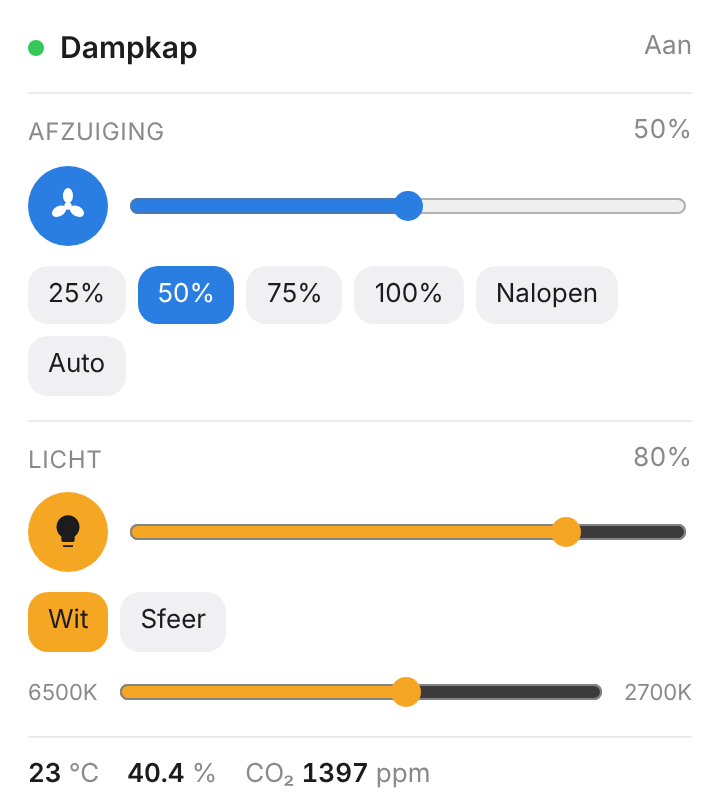 Dampkap Aan
AFZUIGING 50%
25% 50% 75% 100% Nalopen
Auto
LICHT 80%
Wit Sfeer
6500K 2700K
23 °C 40.4 % CO₂ 1397 ppm